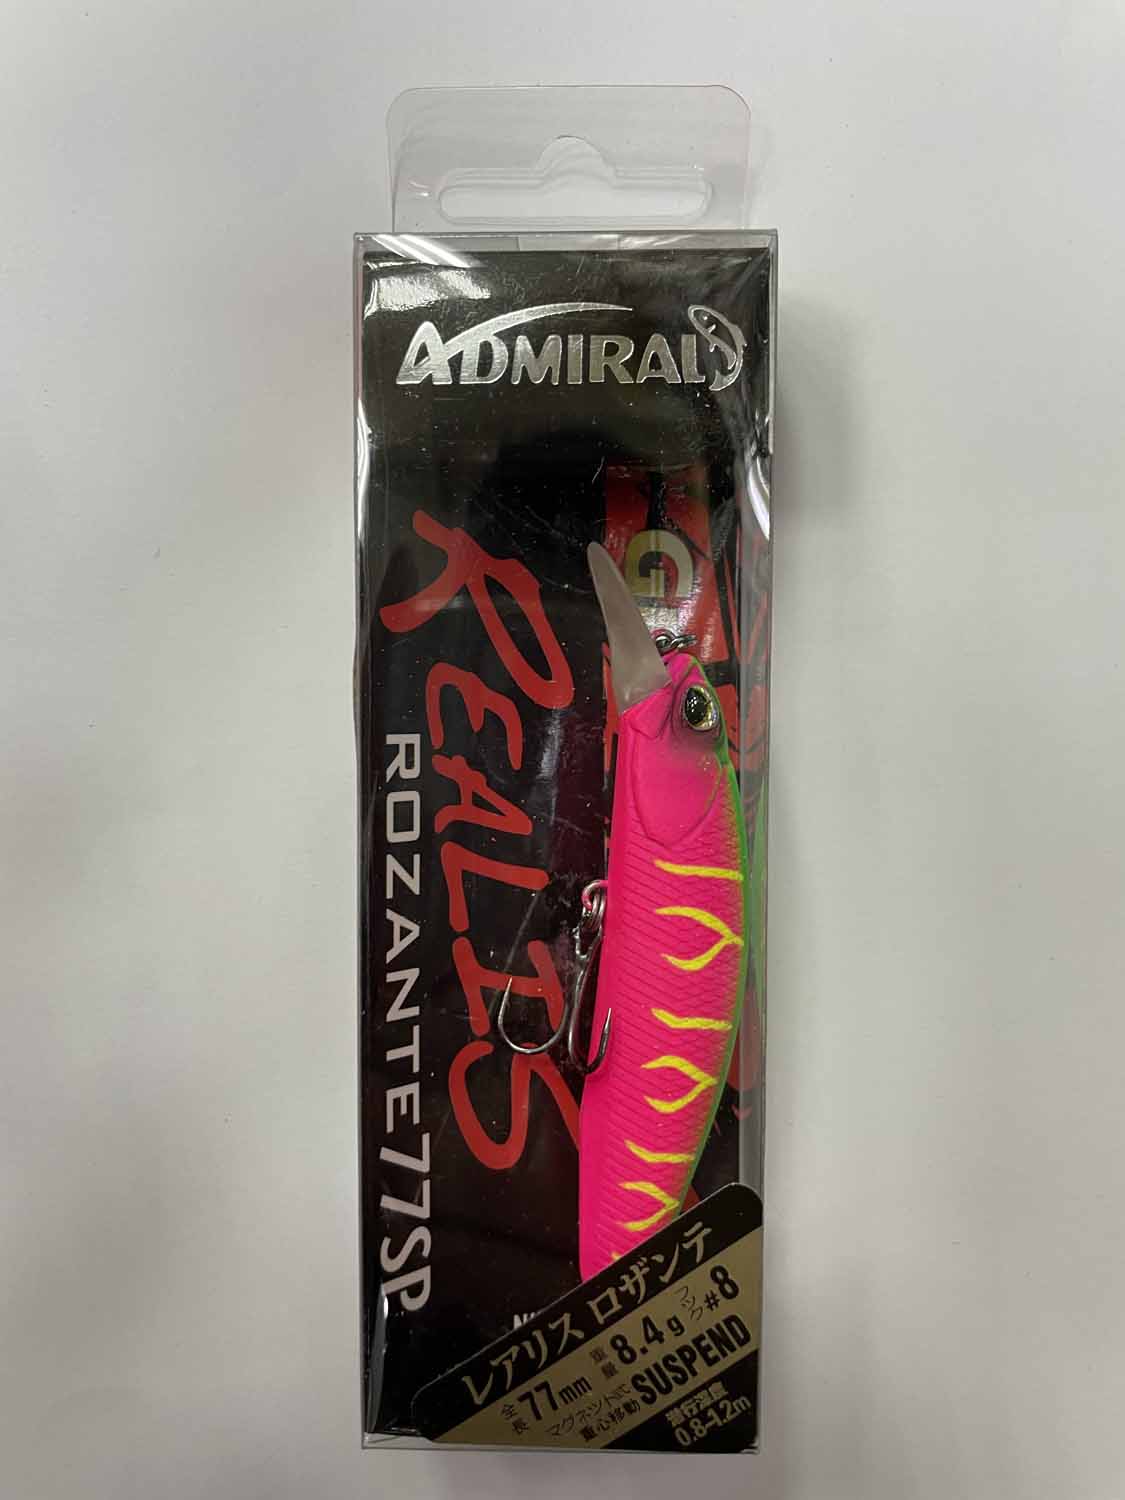 ADMIRAL
G
REALIS
ROZANTE 77SP
レアリス ロザンテ
全長 77mm 重量 8.4g フック #8
マグネット式重心移動 SUSPEND
潜行深度
0.8-1.2m